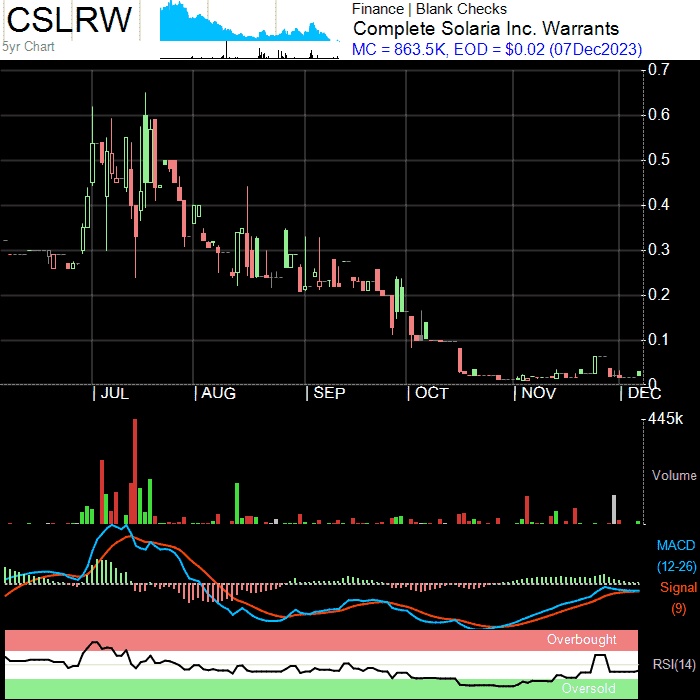 CSLRW
5yr Chart
Finance | Blank Checks
Complete Solaria Inc. Warrants
MC = 863.5K, EOD = $0.02 (07Dec2023)
0.7
0.6
0.5
0.4
0.3
0.2
0.1
0
| JUL | AUG | SEP | OCT | NOV | DEC
445k
Volume
MACD
(12-26)
Signal
(9)
Overbought
RSI(14)
Oversold